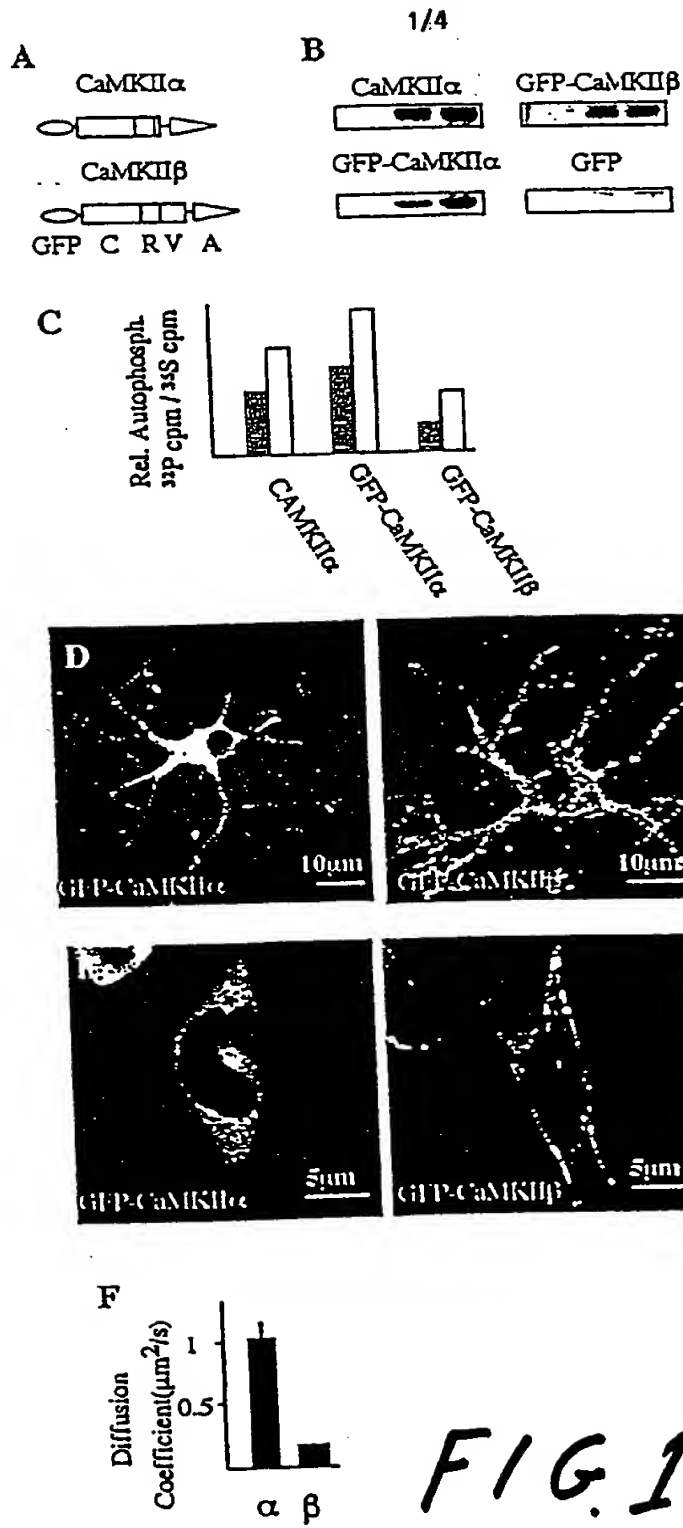 1/4
A
CaMKIIα
CaMKIIβ
GFP C R V A
B
CaMKIIα
GFP-CaMKIIβ
GFP-CaMKIIα
GFP
C
Rel. Autophosph.
³²P cpm / ³⁵S cpm
CAMKIIα
GFP-CaMKIIα
GFP-CaMKIIβ
D
GFP-CaMKIIα
10μm
GFP-CaMKIIβ
10μm
GFP-CaMKIIα
5μm
GFP-CaMKIIβ
5μm
F
Diffusion
Coefficient(μm²/s)
1
0.5
α
β
FIG. 1